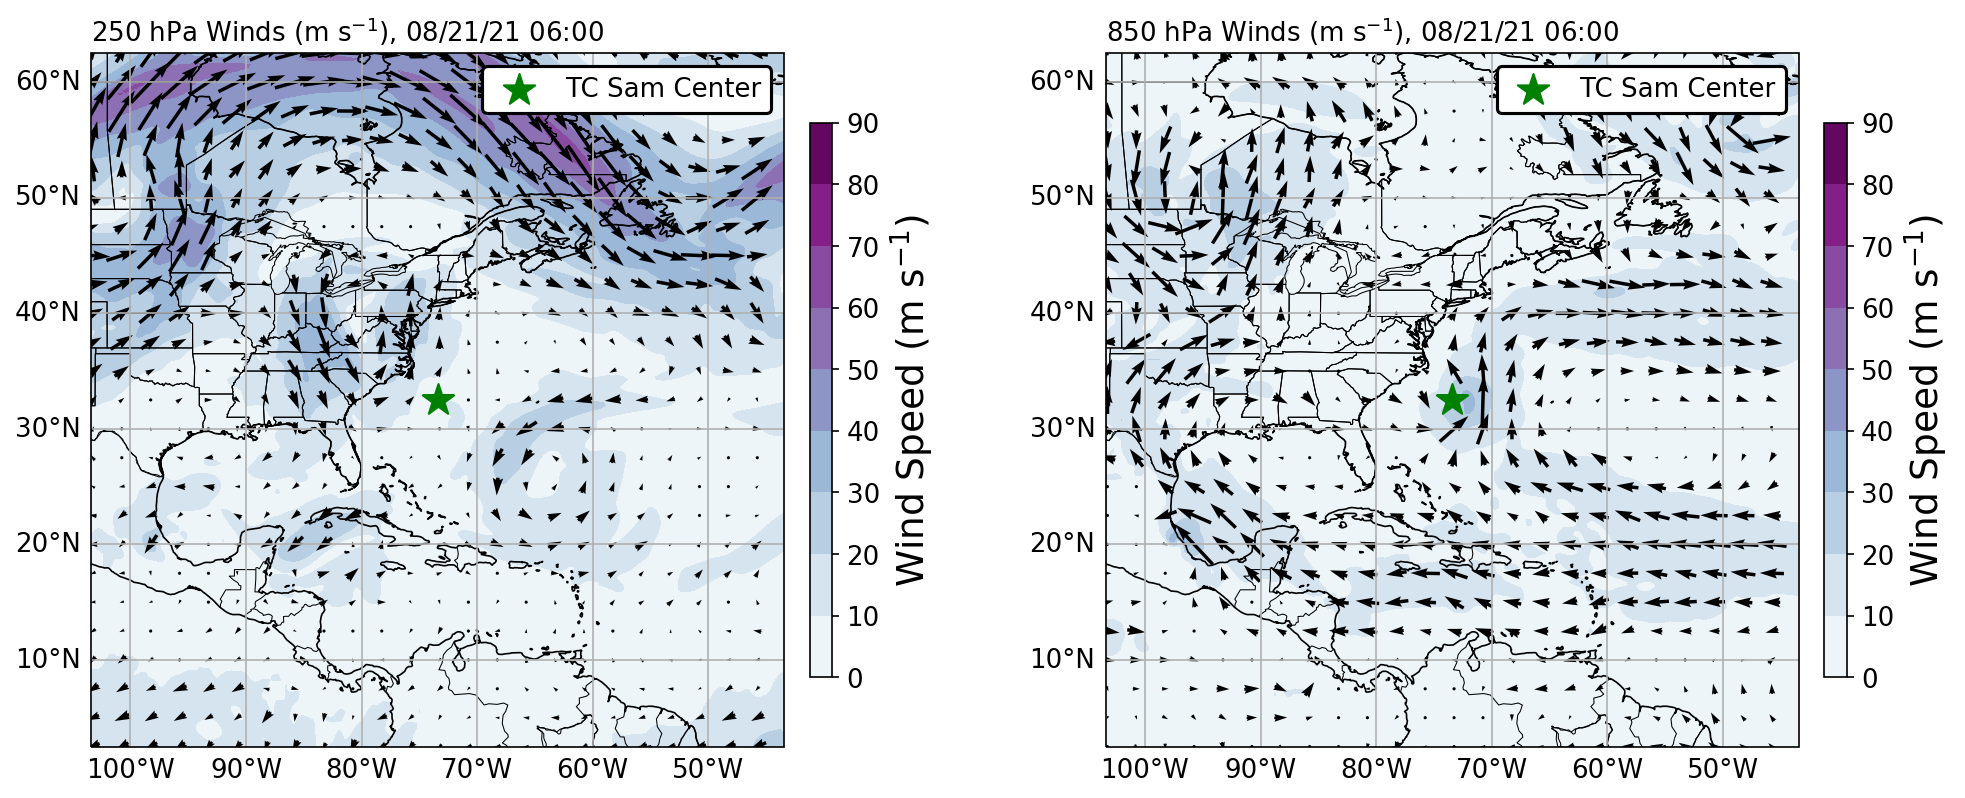 250 hPa Winds (m s⁻¹), 08/21/21 06:00
TC Sam Center
60°N
50°N
40°N
30°N
20°N
10°N
100°W 90°W 80°W 70°W 60°W 50°W
90
80
70
60
50
40
30
20
10
0
Wind Speed (m s⁻¹)
850 hPa Winds (m s⁻¹), 08/21/21 06:00
TC Sam Center
60°N
50°N
40°N
30°N
20°N
10°N
100°W 90°W 80°W 70°W 60°W 50°W
90
80
70
60
50
40
30
20
10
0
Wind Speed (m s⁻¹)